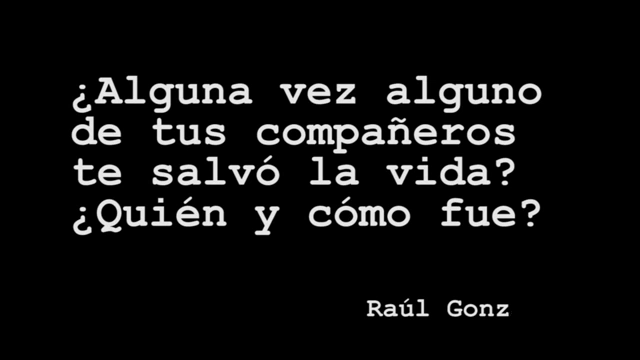 ¿Alguna vez alguno
de tus compañeros
te salvó la vida?
¿Quién y cómo fue?
Raúl Gonz